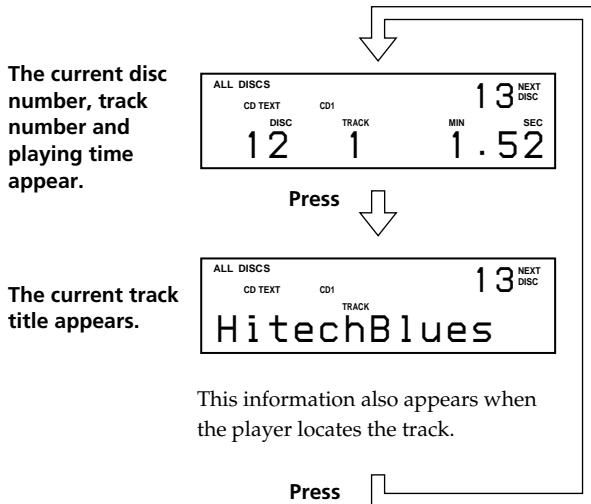 The current disc
number, track
number and
playing time
appear.
ALL DISCS
CD TEXT CD1
13 NEXT DISC
DISC TRACK MIN SEC
12 1 1.52
Press
The current track
title appears.
ALL DISCS
CD TEXT CD1
13 NEXT DISC
TRACK
HitechBlues
This information also appears when
the player locates the track.
Press